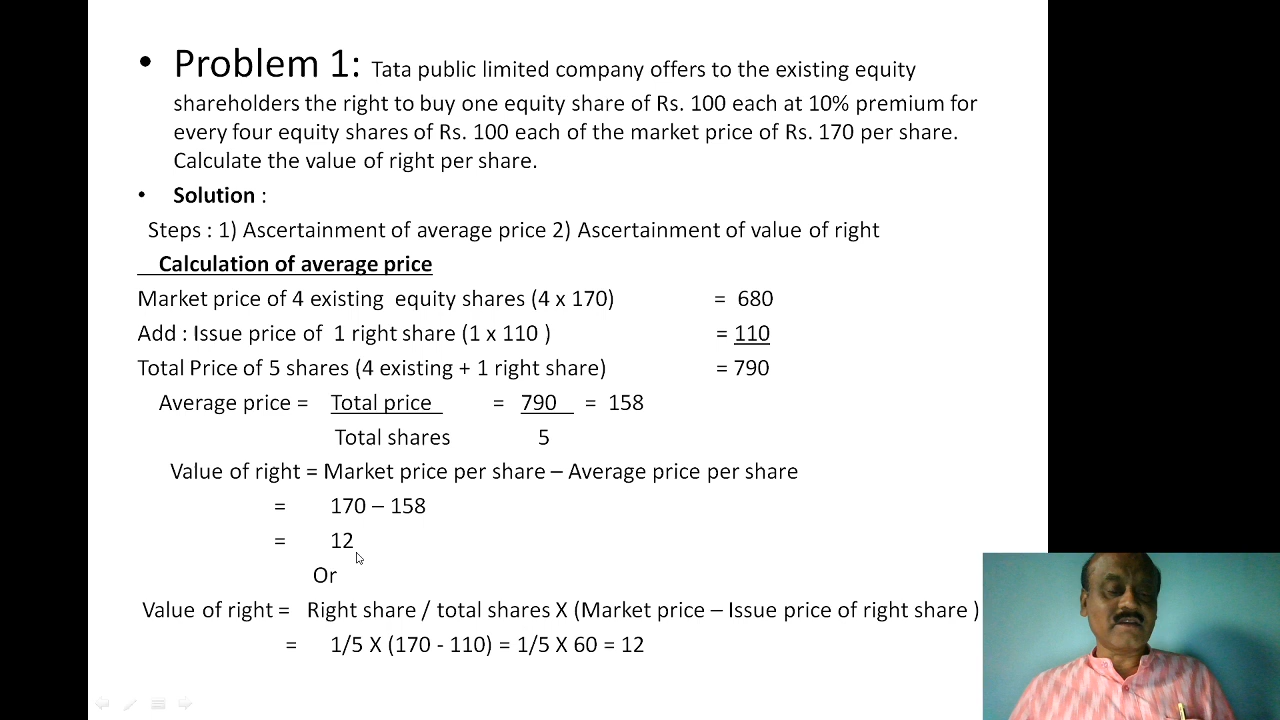 • Problem 1: Tata public limited company offers to the existing equity
shareholders the right to buy one equity share of Rs. 100 each at 10% premium for
every four equity shares of Rs. 100 each of the market price of Rs. 170 per share.
Calculate the value of right per share.
• Solution :
Steps : 1) Ascertainment of average price 2) Ascertainment of value of right
Calculation of average price
Market price of 4 existing equity shares (4 x 170) = 680
Add : Issue price of 1 right share (1 x 110 ) = 110
Total Price of 5 shares (4 existing + 1 right share) = 790
Average price = Total price = 790 = 158
Total shares 5
Value of right = Market price per share – Average price per share
= 170 – 158
= 12
Or
Value of right = Right share / total shares X (Market price – Issue price of right share )
= 1/5 X (170 - 110) = 1/5 X 60 = 12